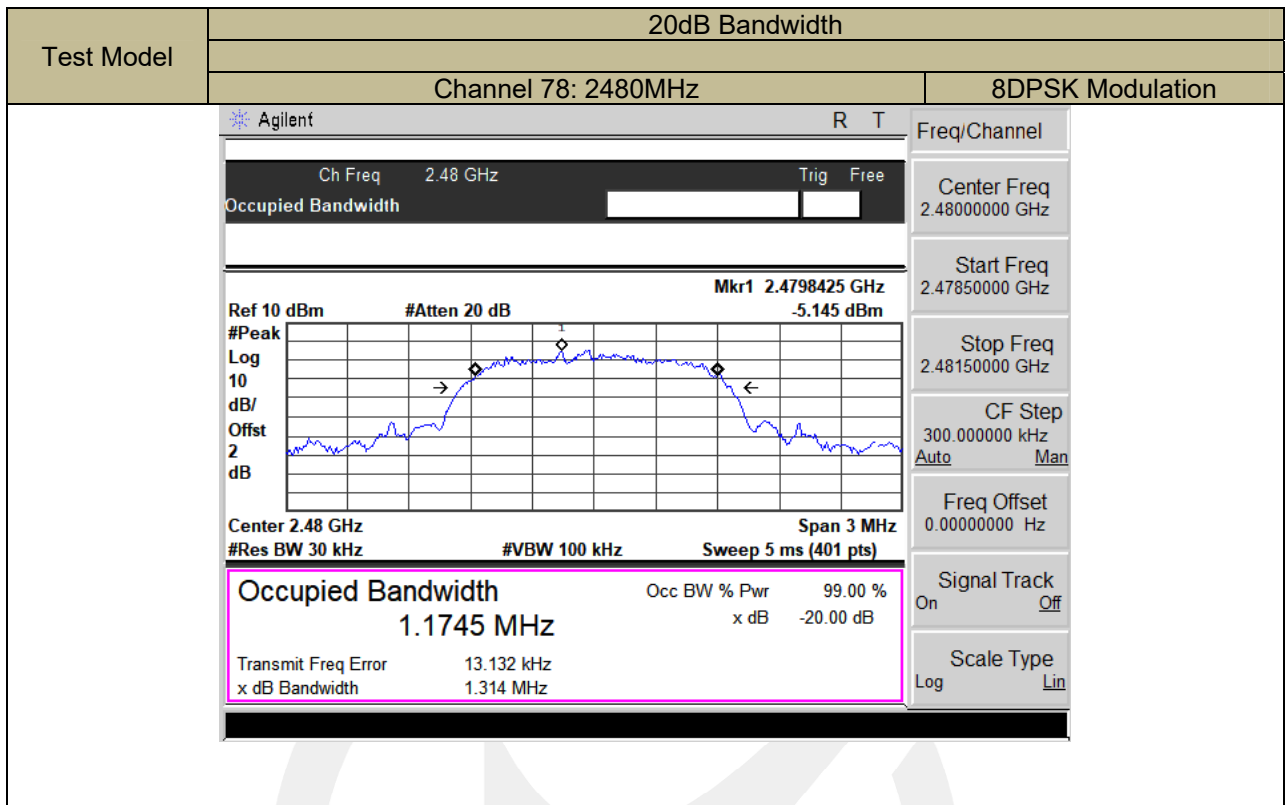 Test Model
20dB Bandwidth
Channel 78: 2480MHz 8DPSK Modulation
Agilent R T
Freq/Channel
Ch Freq 2.48 GHz Trig Free
Occupied Bandwidth
Center Freq
2.48000000 GHz
Start Freq
2.47850000 GHz
Stop Freq
2.48150000 GHz
CF Step
300.000000 kHz
Auto Man
Freq Offset
0.00000000 Hz
Signal Track
On Off
Scale Type
Log Lin
Mkr1 2.4798425 GHz
Ref 10 dBm #Atten 20 dB -5.145 dBm
#Peak
Log
10
dB/
Offst
2
dB
1
Center 2.48 GHz Span 3 MHz
#Res BW 30 kHz #VBW 100 kHz Sweep 5 ms (401 pts)
Occupied Bandwidth Occ BW % Pwr 99.00 %
1.1745 MHz x dB -20.00 dB
Transmit Freq Error 13.132 kHz
x dB Bandwidth 1.314 MHz